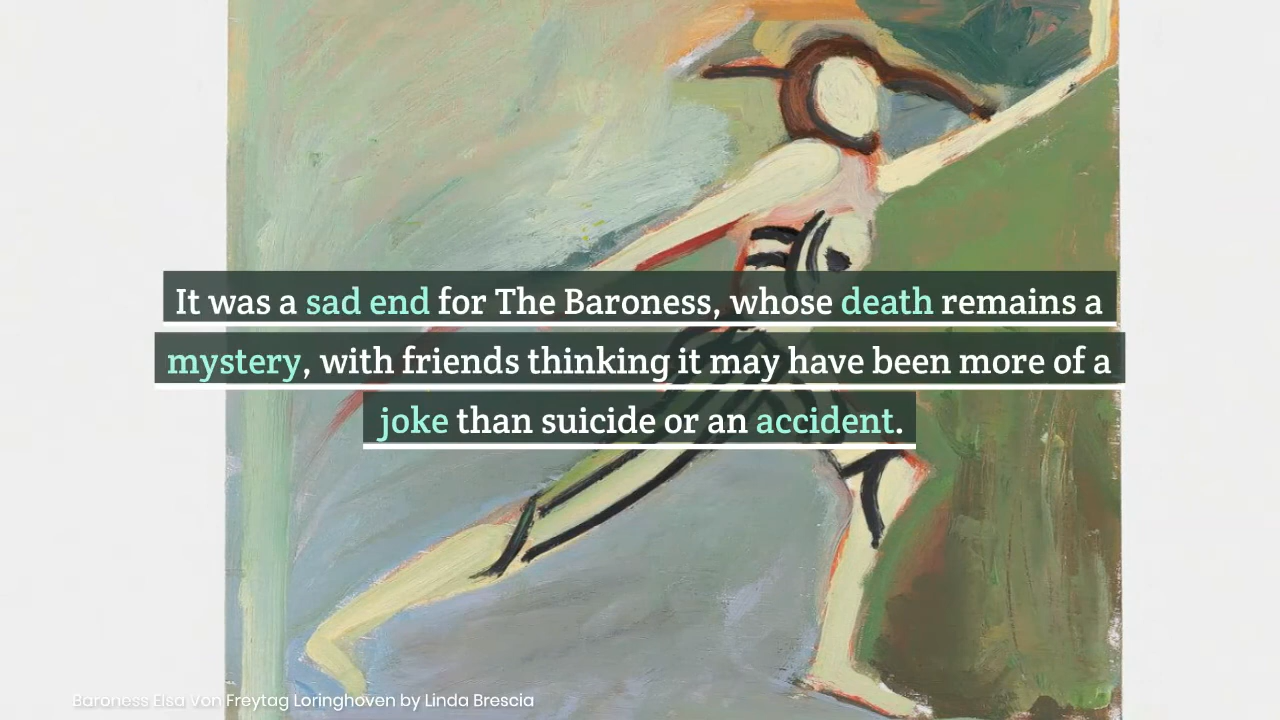 It was a sad end for The Baroness, whose death remains a
mystery, with friends thinking it may have been more of a
joke than suicide or an accident.
Baroness Elsa Von Freytag Loringhoven by Linda Brescia